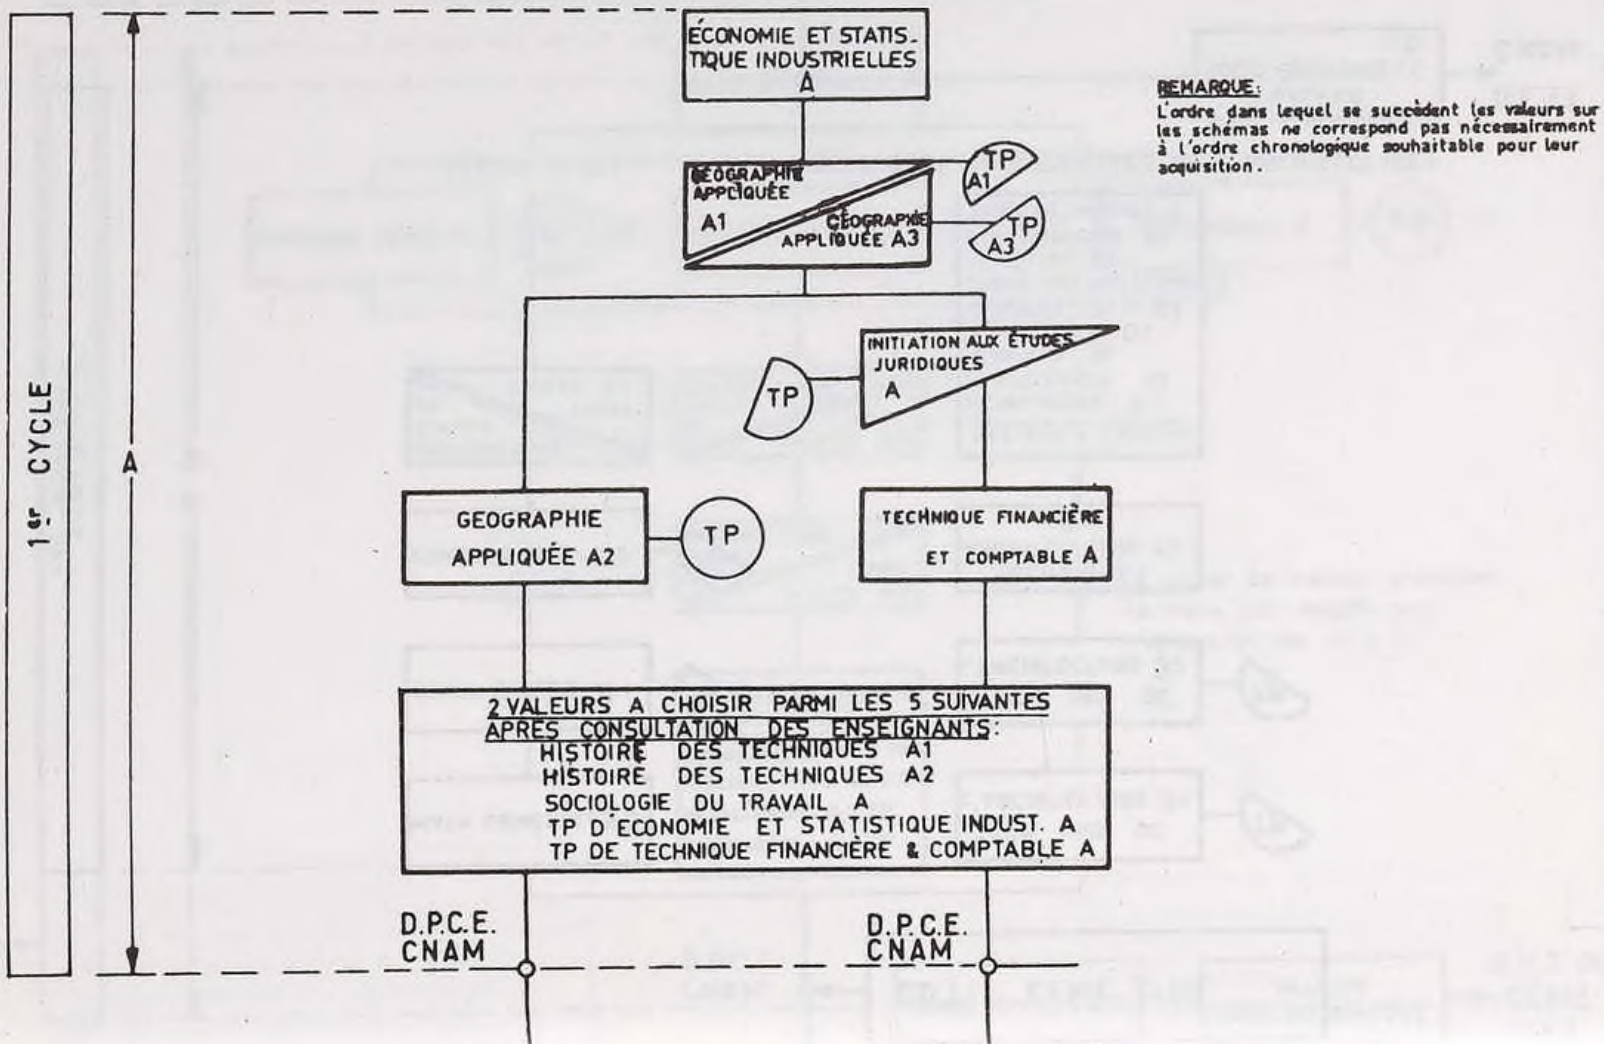 ÉCONOMIE ET STATIS_
TIQUE INDUSTRIELLES
A
REMARQUE:
L'ordre dans lequel se succèdent les valeurs sur
les schémas ne correspond pas nécessairement
à l'ordre chronologique souhaitable pour leur
acquisition.
GÉOGRAPHIE
APPLIQUÉE
A1
TP
A1
GÉOGRAPHIE
APPLIQUÉE A3
TP
A3
INITIATION AUX ÉTUDES
JURIDIQUES
A
TP
1er CYCLE
A
GEOGRAPHIE
APPLIQUÉE A2
TP
TECHNIQUE FINANCIÈRE
ET COMPTABLE A
2 VALEURS A CHOISIR PARMI LES 5 SUIVANTES
APRÈS CONSULTATION DES ENSEIGNANTS:
HISTOIRE DES TECHNIQUES A1
HISTOIRE DES TECHNIQUES A2
SOCIOLOGIE DU TRAVAIL A
TP D'ECONOMIE ET STATISTIQUE INDUST. A
TP DE TECHNIQUE FINANCIÈRE & COMPTABLE A
D.P.C.E.
CNAM
D.P.C.E.
CNAM